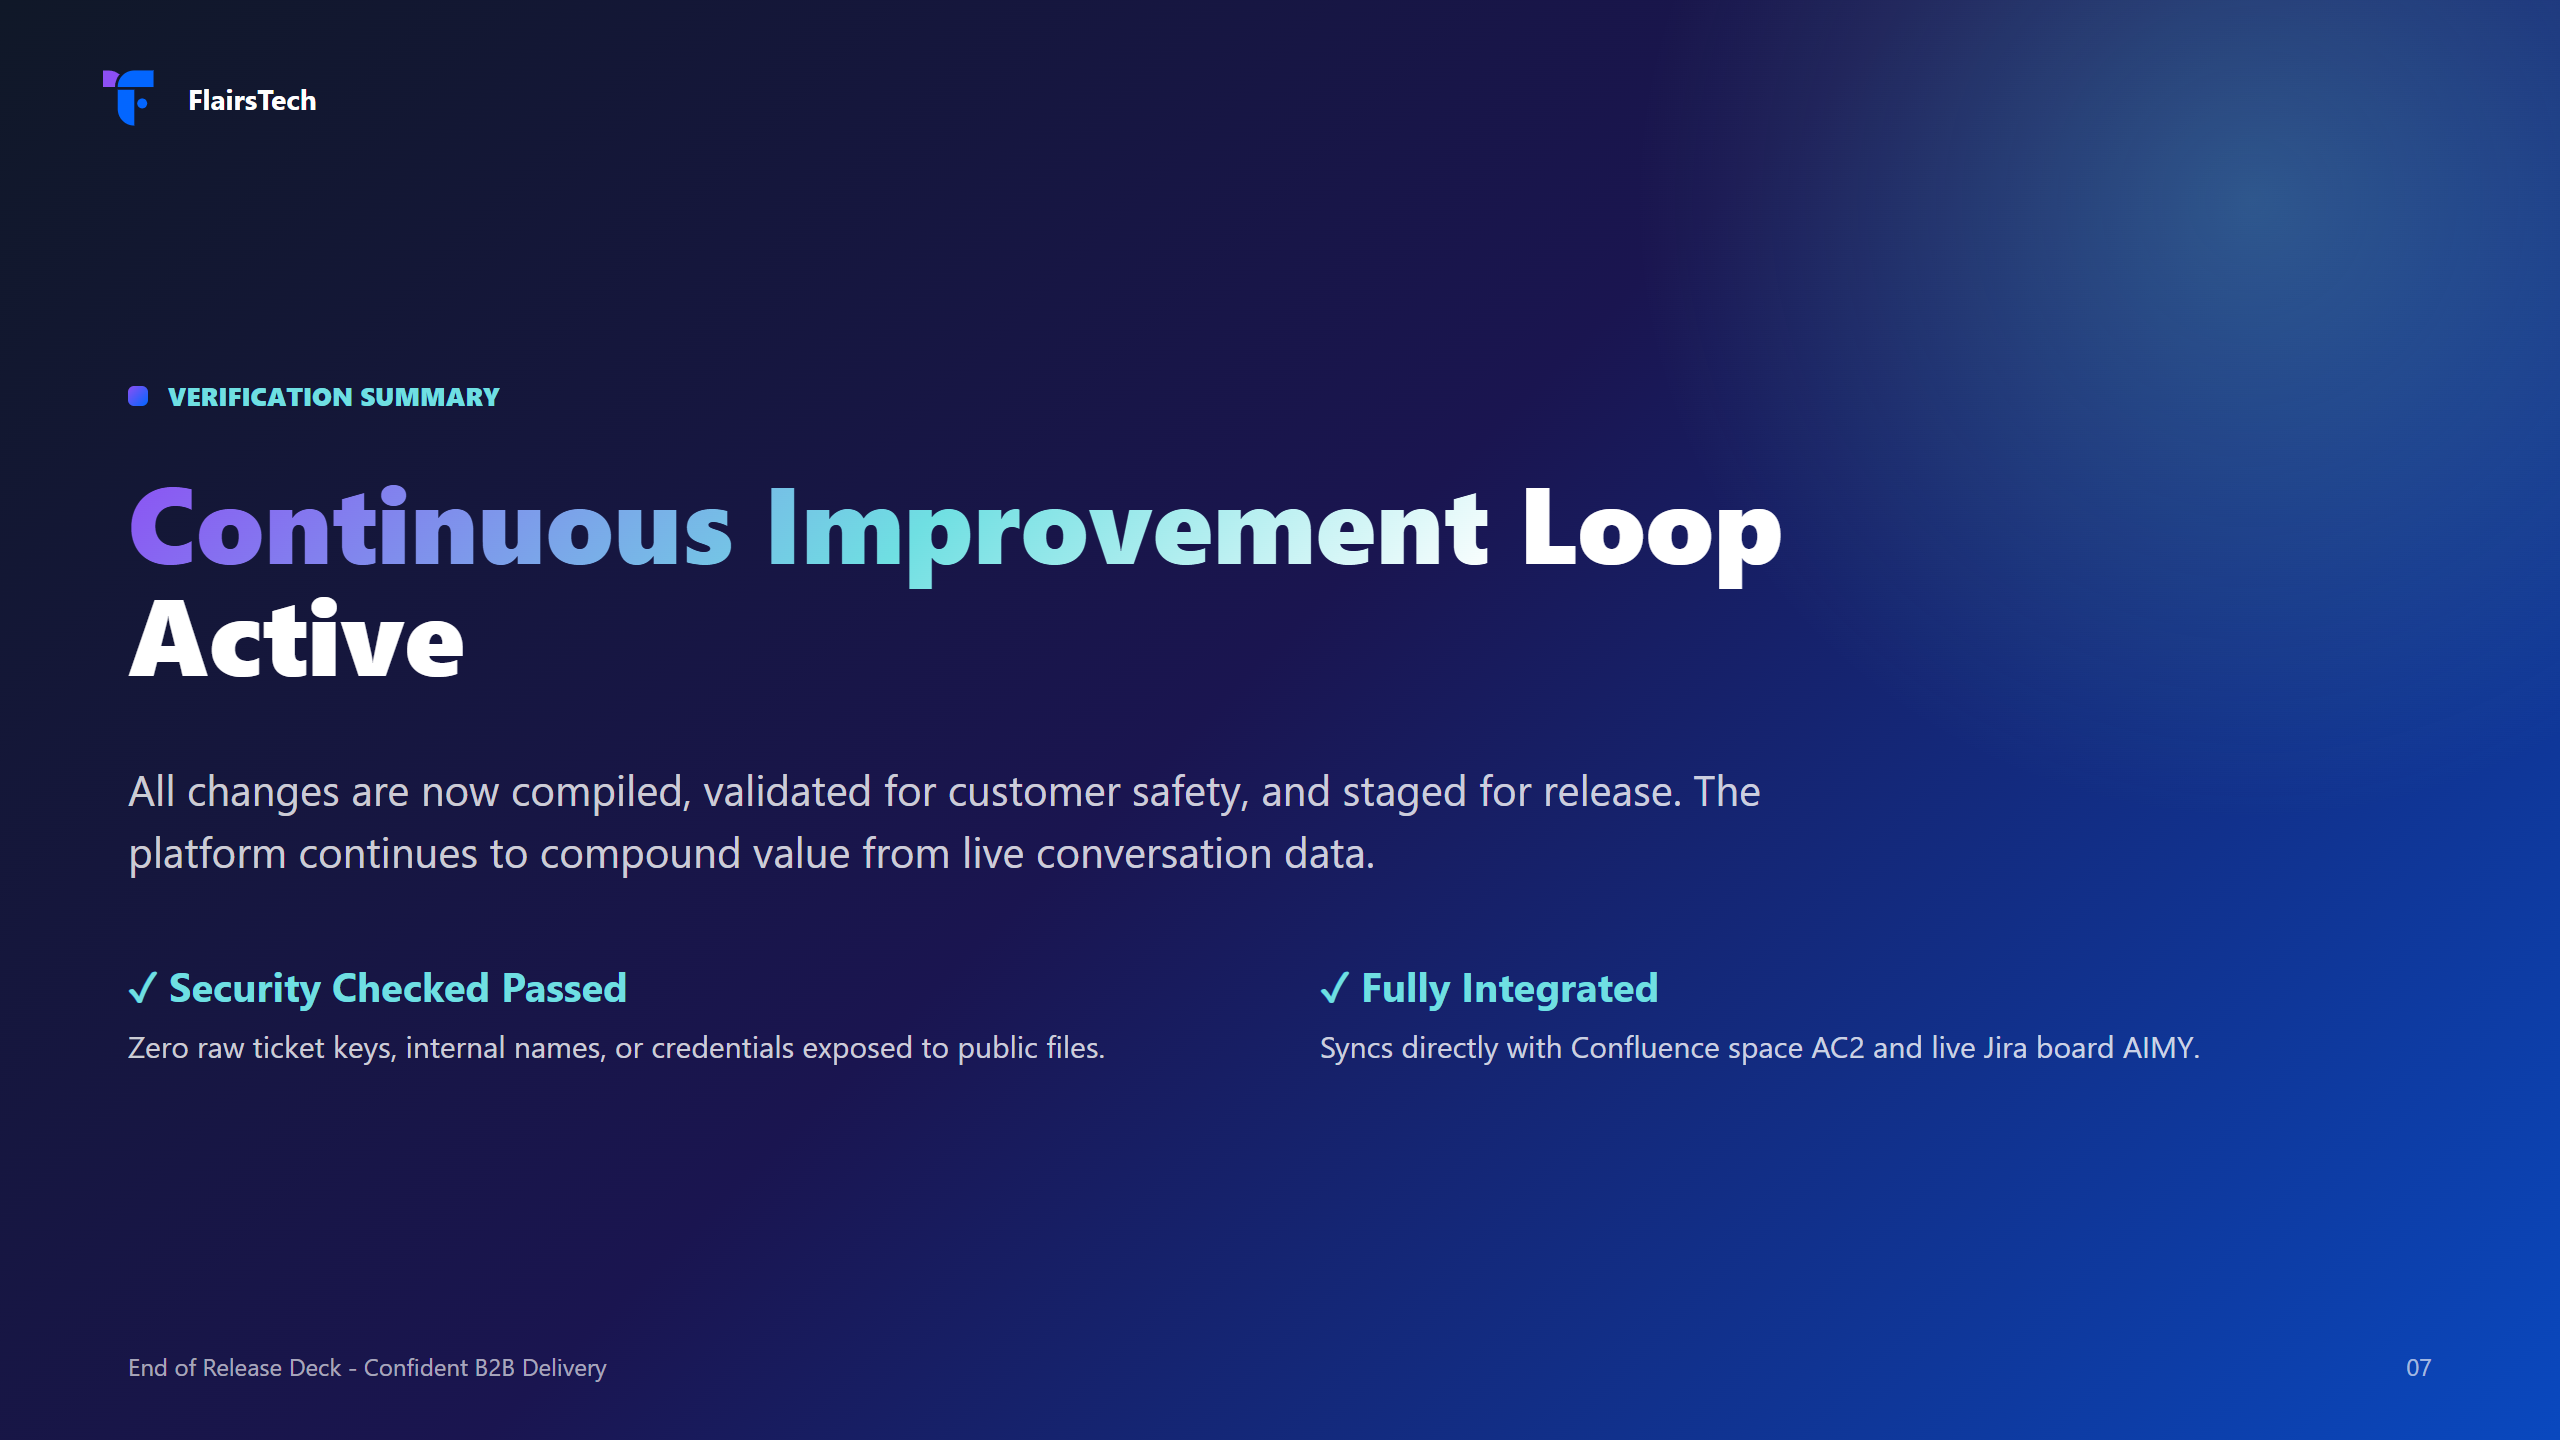 FlairsTech
VERIFICATION SUMMARY
Continuous Improvement Loop
Active
All changes are now compiled, validated for customer safety, and staged for release. The
platform continues to compound value from live conversation data.
✓ Security Checked Passed
Zero raw ticket keys, internal names, or credentials exposed to public files.
✓ Fully Integrated
Syncs directly with Confluence space AC2 and live Jira board AIMY.
End of Release Deck - Confident B2B Delivery
07